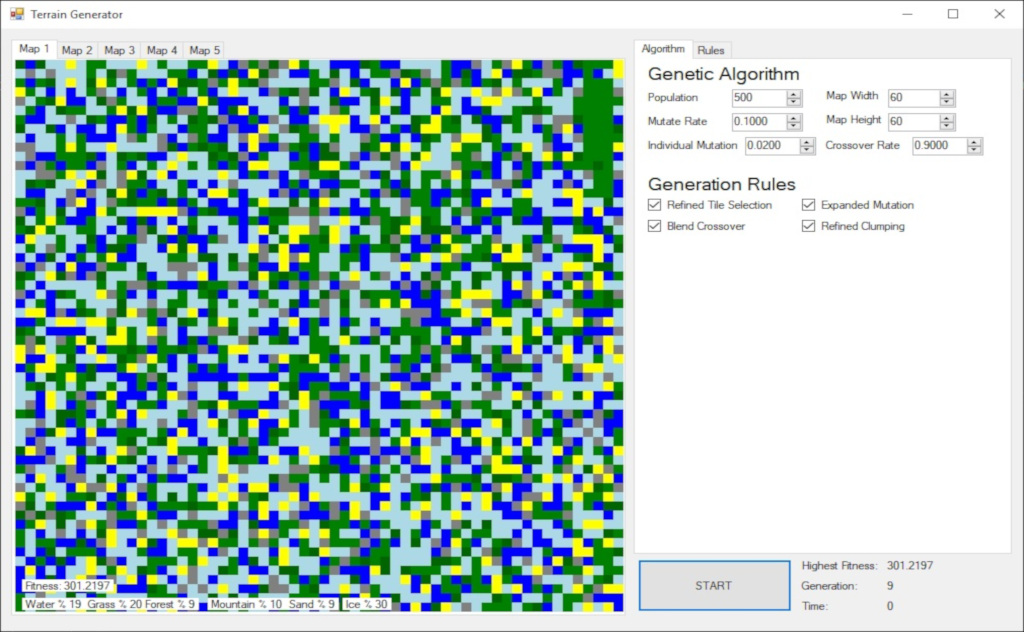 Terrain Generator
Map 1 Map 2 Map 3 Map 4 Map 5
Algorithm Rules
Genetic Algorithm
Population 500 Map Width 60
Mutate Rate 0.1000 Map Height 60
Individual Mutation 0.0200 Crossover Rate 0.9000
Generation Rules
Refined Tile Selection Expanded Mutation
Blend Crossover Refined Clumping
Fitness: 301.2197
Water % 19 Grass % 20 Forest % 9 Mountain % 10 Sand % 9 Ice % 30
START
Highest Fitness: 301.2197
Generation: 9
Time: 0